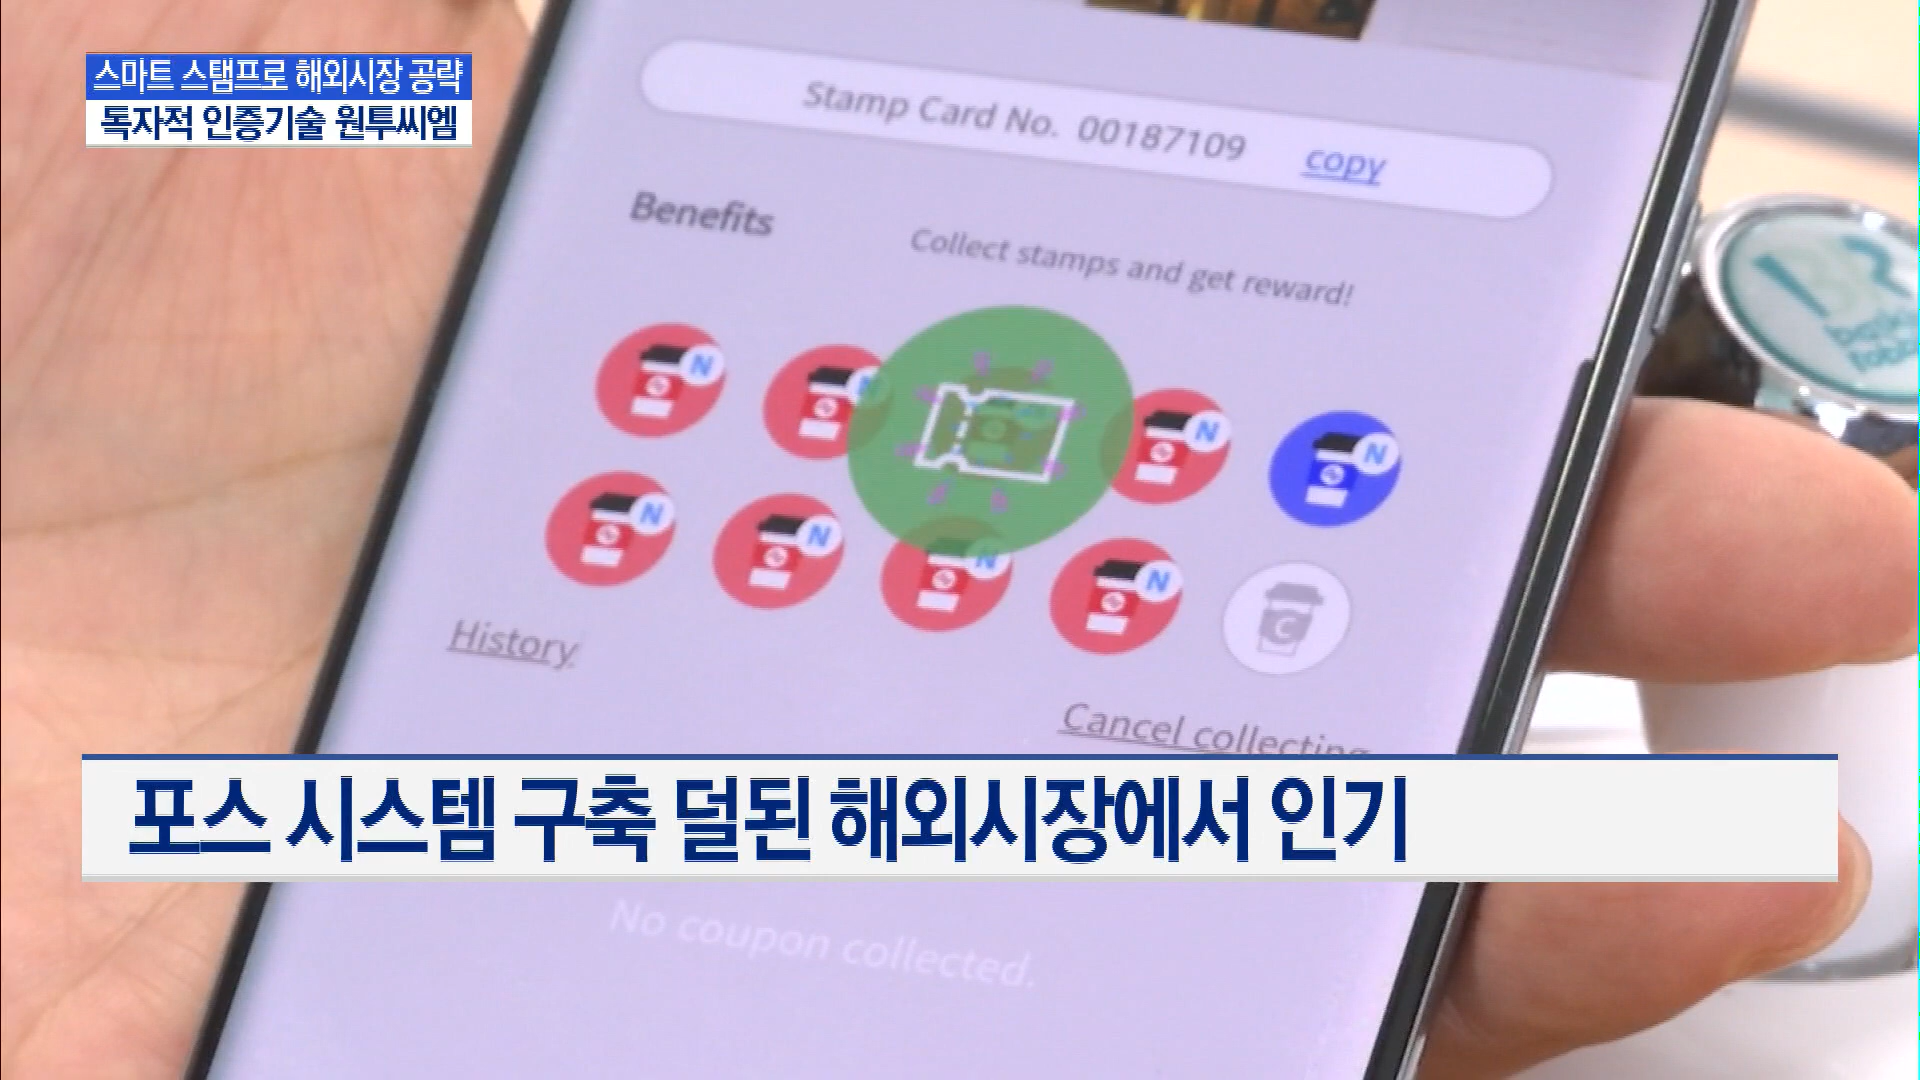 스마트 스탬프로 해외시장 공략
독자적 인증기술 원투씨엠
Stamp Card No. 00187109 copy
Benefits
Collect stamps and get reward!
N
N
N
N
N
N
N
N
C
History
Cancel collecting
포스 시스템 구축 덜된 해외시장에서 인기
No coupon collected.